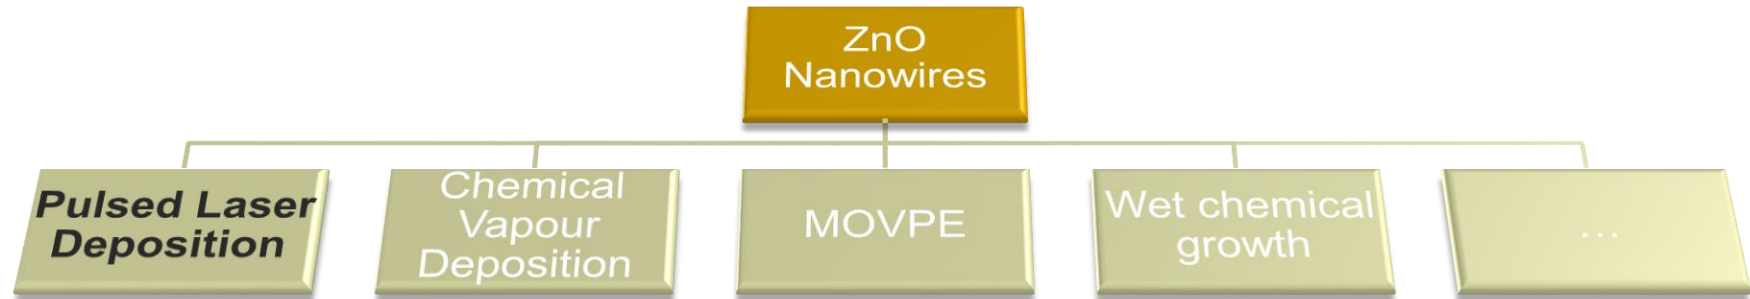 ZnO
Nanowires
Pulsed Laser
Deposition
Chemical
Vapour
Deposition
MOVPE
Wet chemical
growth
...